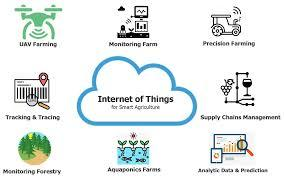 UAV Farming
Monitoring Farm
Precision Farming
Internet of Things
for Smart Agriculture
Tracking & Tracing
Supply Chains Management
Monitoring Forestry
Aquaponics Farms
Analytic Data & Prediction